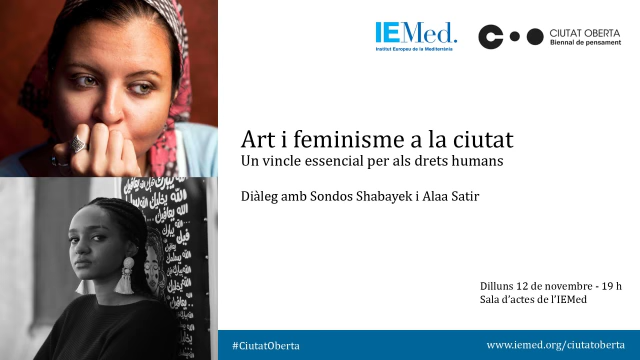 IEMed.
Institut Europeu de la Mediterrània
CIUTAT OBERTA
Biennal de pensament
Art i feminisme a la ciutat
Un vincle essencial per als drets humans
Diàleg amb Sondos Shabayek i Alaa Satir
Dilluns 12 de novembre - 19 h
Sala d'actes de l'IEMed
#CiutatOberta
www.iemed.org/ciutatoberta